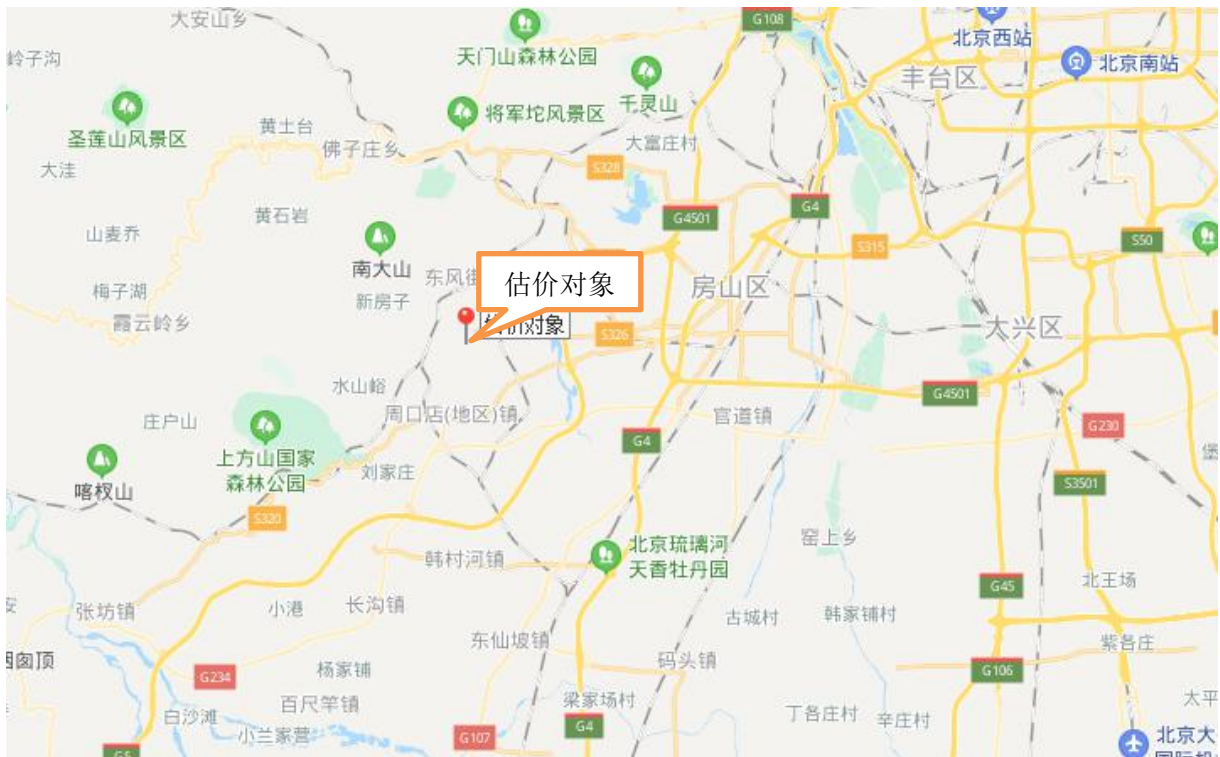 大安山乡
G108
北京西站
岭子沟
天门山森林公园
北京南站
丰台区
千灵山
将军坨风景区
圣莲山风景区
黄土台
佛子庄乡
大富庄村
大洼
S328
黄石岩
G4501
G4
山麦乔
S315
S50
南大山
东风街
估价对象
房山区
梅子湖
新房子
霞云岭乡
估价对象
S326
大兴区
水山峪
G4501
庄户山
周口店(地区)镇
官道镇
G230
G4
上方山国家
森林公园
刘家庄
堡
喀杈山
S3501
S320
窑上乡
北京琉璃河
天香牡丹园
韩村河镇
G45
北王场
张坊镇
小港
长沟镇
古城村
韩家铺村
东仙坡镇
紫各庄
码头镇
G106
杨家铺
G234
百尺竿镇
梁家场村
太平
白沙滩
丁各庄村
辛庄村
G4
小兰家营
G107
北京大
G5